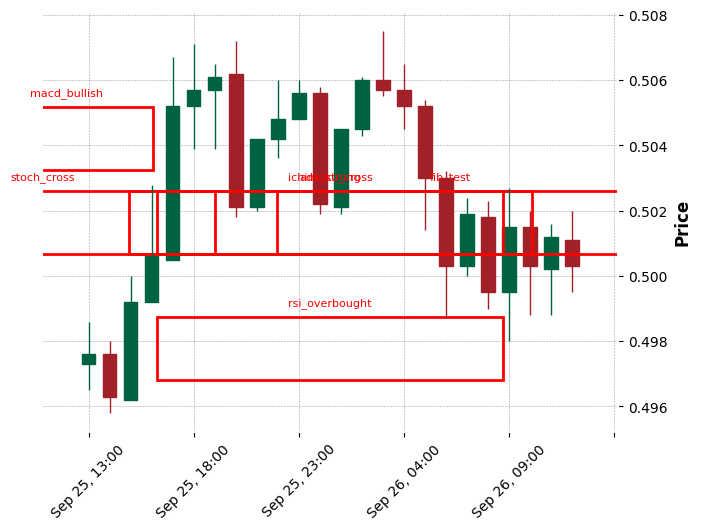 0.508
0.506
macd_bullish
0.504
stoch_cross
fib_test
0.502
Price
0.500
rsi_overbought
0.498
0.496
Sep 25, 13:00
Sep 25, 18:00
Sep 25, 23:00
Sep 26, 04:00
Sep 26, 09:00